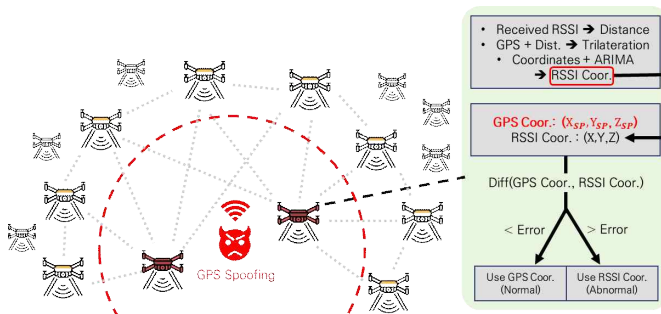 • Received RSSI → Distance
• GPS + Dist. → Trilateration
• Coordinates + ARIMA
→ RSSI Coor.
GPS Coor.: (X_SP,Y_SP,Z_SP)
RSSI Coor.: (X,Y,Z)
Diff(GPS Coor., RSSI Coor.)
< Error
> Error
Use GPS Coor.
(Normal)
Use RSSI Coor.
(Abnormal)
GPS Spoofing